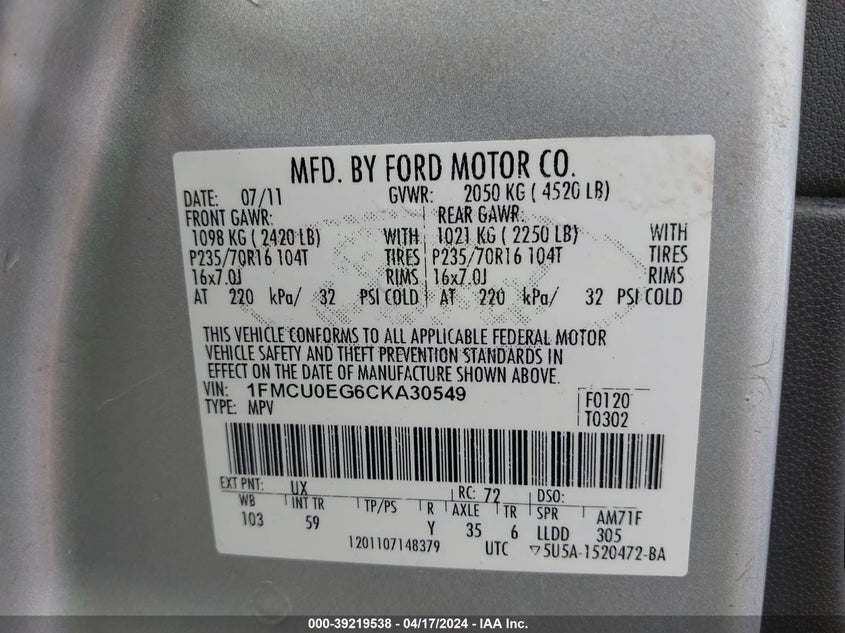 MFD. BY FORD MOTOR CO.
DATE: 07/11 GVWR: 2050 KG ( 4520 LB)
FRONT GAWR: REAR GAWR:
1098 KG ( 2420 LB) WITH 1021 KG ( 2250 LB) WITH
P235/70R16 104T TIRES P235/70R16 104T TIRES
16x7.0J RIMS 16x7.0J RIMS
AT 220 kPa/ 32 PSI COLD AT 220 kPa/ 32 PSI COLD
THIS VEHICLE CONFORMS TO ALL APPLICABLE FEDERAL MOTOR
VEHICLE SAFETY AND THEFT PREVENTION STANDARDS IN
EFFECT ON THE DATE OF MANUFACTURE SHOWN ABOVE.
VIN: 1FMCU0EG6CKA30549 F0120
TYPE: MPV T0302
EXT PNT: UX RC: 72 DSO:
WB INT TR TP/PS R AXLE TR SPR AM71F
103 59 Y 35 6 LLDD 305
1201107148379 UTC ▽5U5A-1520472-BA
000-39219538 - 04/17/2024 - IAA Inc.